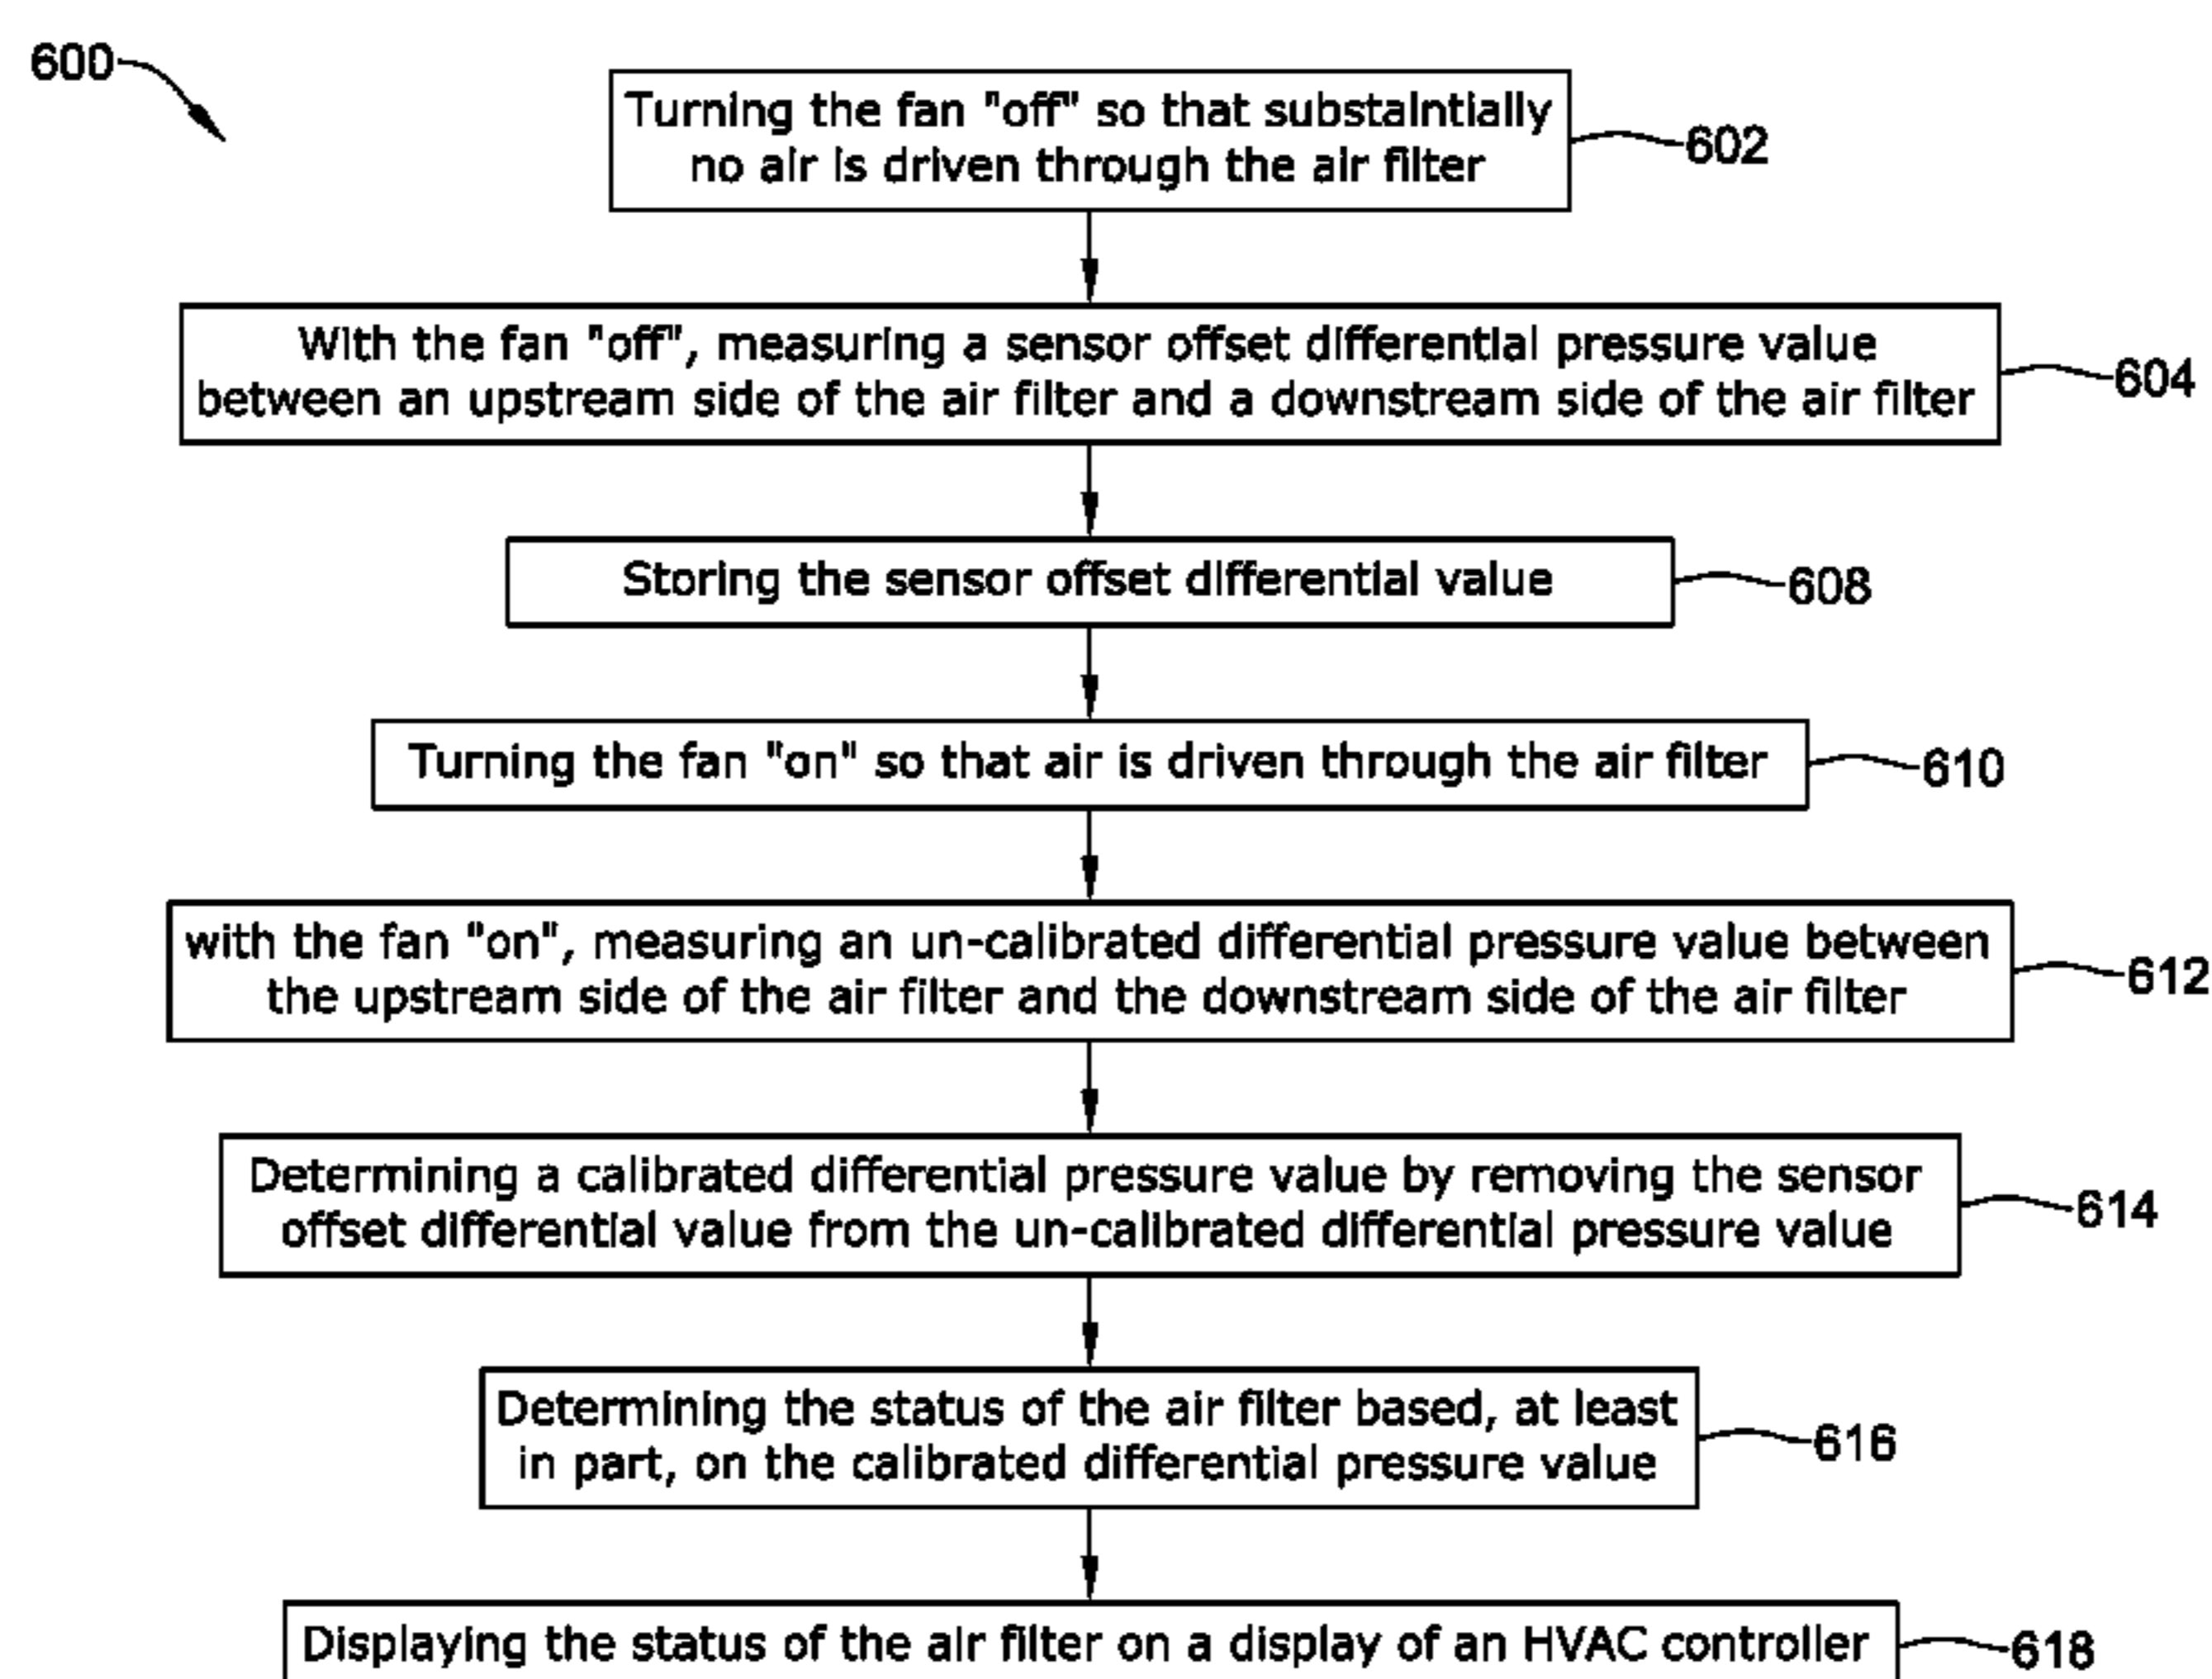 600
Turning the fan "off" so that substaintially
no air is driven through the air filter
602
With the fan "off", measuring a sensor offset differential pressure value
between an upstream side of the air filter and a downstream side of the air filter
604
Storing the sensor offset differential value
608
Turning the fan "on" so that air is driven through the air filter
610
with the fan "on", measuring an un-calibrated differential pressure value between
the upstream side of the air filter and the downstream side of the air filter
612
Determining a calibrated differential pressure value by removing the sensor
offset differential value from the un-calibrated differential pressure value
614
Determining the status of the air filter based, at least
in part, on the calibrated differential pressure value
616
Displaying the status of the air filter on a display of an HVAC controller
618